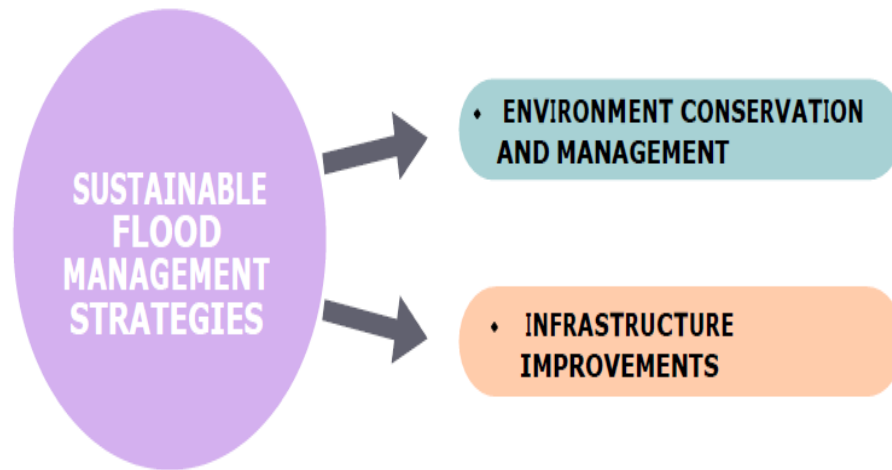 SUSTAINABLE
FLOOD
MANAGEMENT
STRATEGIES
⬧ ENVIRONMENT CONSERVATION
AND MANAGEMENT
⬧ INFRASTRUCTURE
IMPROVEMENTS